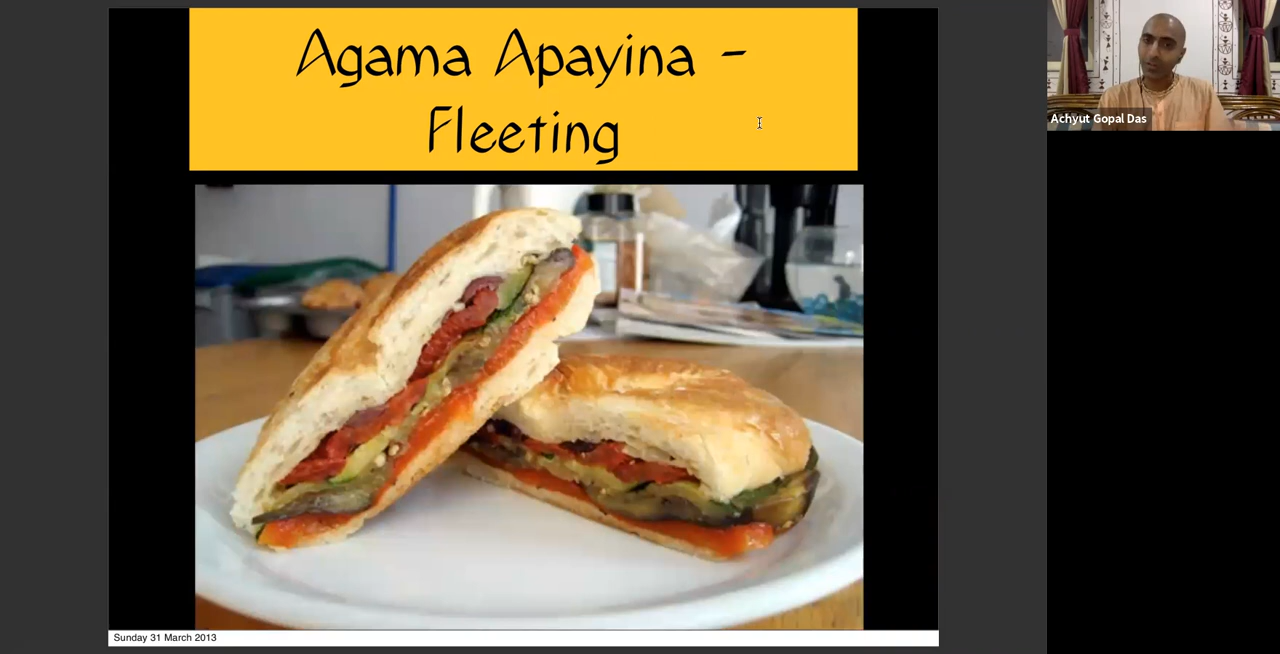 Agama Apayina -
Fleeting
Achyut Gopal Das
Sunday 31 March 2013